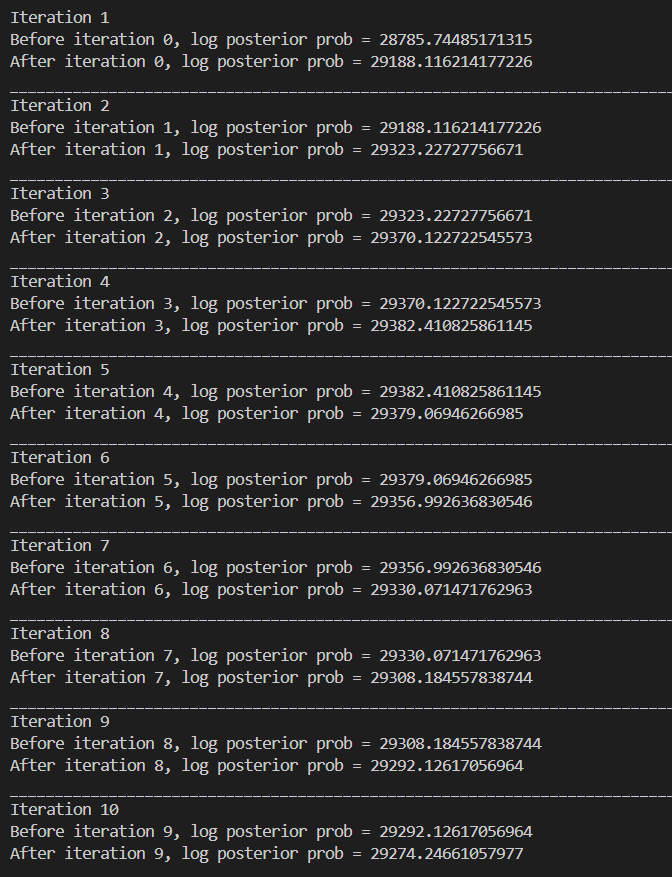 Iteration 1
Before iteration 0, log posterior prob = 28785.74485171315
After iteration 0, log posterior prob = 29188.116214177226
Iteration 2
Before iteration 1, log posterior prob = 29188.116214177226
After iteration 1, log posterior prob = 29323.22727756671
Iteration 3
Before iteration 2, log posterior prob = 29323.22727756671
After iteration 2, log posterior prob = 29370.122722545573
Iteration 4
Before iteration 3, log posterior prob = 29370.122722545573
After iteration 3, log posterior prob = 29382.410825861145
Iteration 5
Before iteration 4, log posterior prob = 29382.410825861145
After iteration 4, log posterior prob = 29379.06946266985
Iteration 6
Before iteration 5, log posterior prob = 29379.06946266985
After iteration 5, log posterior prob = 29356.992636830546
Iteration 7
Before iteration 6, log posterior prob = 29356.992636830546
After iteration 6, log posterior prob = 29330.071471762963
Iteration 8
Before iteration 7, log posterior prob = 29330.071471762963
After iteration 7, log posterior prob = 29308.184557838744
Iteration 9
Before iteration 8, log posterior prob = 29308.184557838744
After iteration 8, log posterior prob = 29292.12617056964
Iteration 10
Before iteration 9, log posterior prob = 29292.12617056964
After iteration 9, log posterior prob = 29274.24661057977